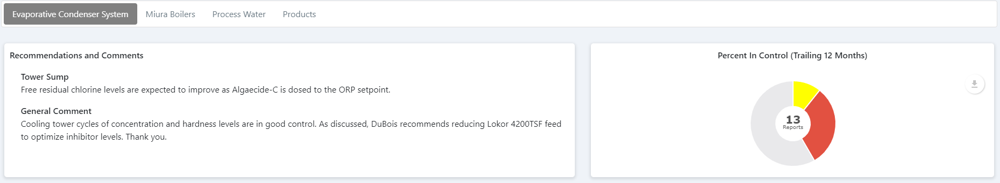 Evaporative Condenser System
Miura Boilers
Process Water
Products
Recommendations and Comments
Tower Sump
Free residual chlorine levels are expected to improve as Algaecide-C is dosed to the ORP setpoint.
General Comment
Cooling tower cycles of concentration and hardness levels are in good control. As discussed, DuBois recommends reducing Lokor 4200TSF feed
to optimize inhibitor levels. Thank you.
Percent In Control (Trailing 12 Months)
13
Reports